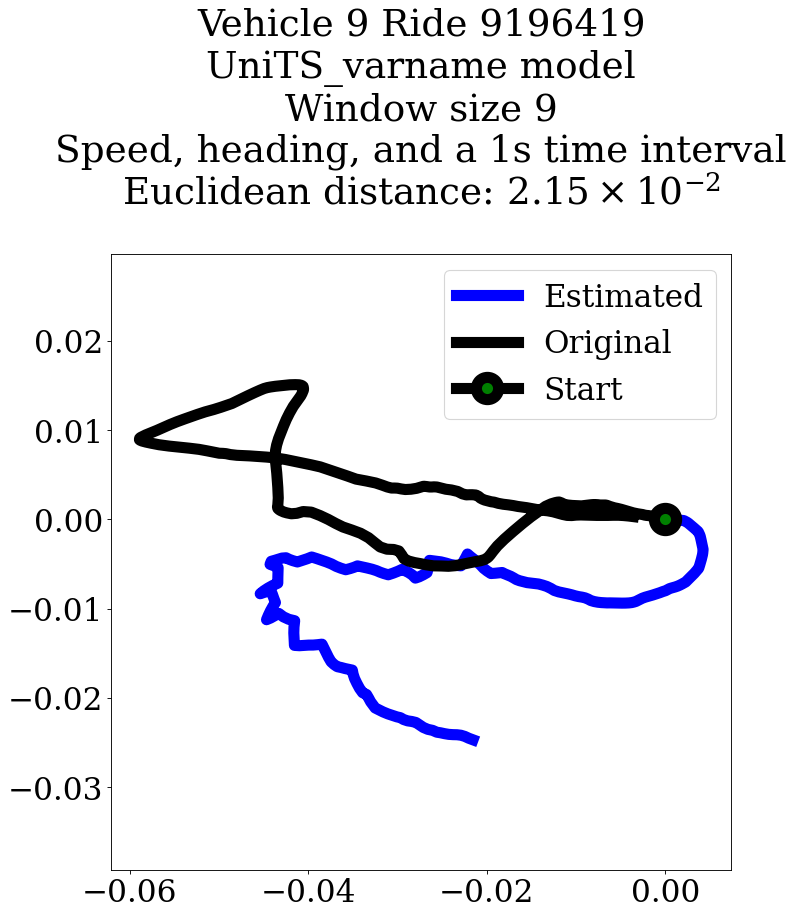 Vehicle 9 Ride 9196419
UniTS_varname model
Window size 9
Speed, heading, and a 1s time interval
Euclidean distance: 2.15 × 10⁻²
Estimated
Original
Start
0.02
0.01
0.00
−0.01
−0.02
−0.03
−0.06
−0.04
−0.02
0.00